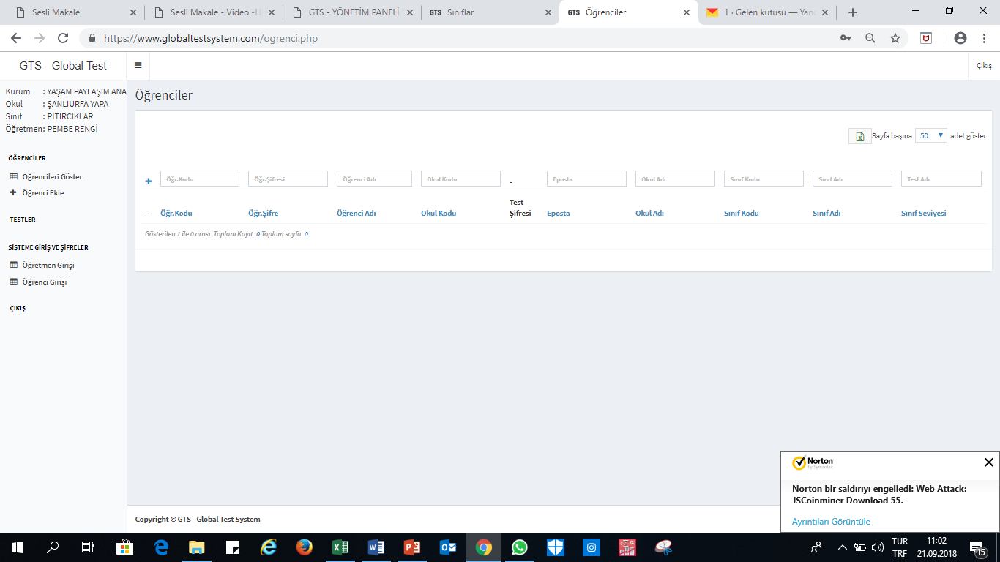 Sesli Makale
Sesli Makale - Video -H
GTS - YÖNETİM PANELİ
GTS Sınıflar
GTS Öğrenciler
1 · Gelen kutusu — Yan
https://www.globaltestsystem.com/ogrenci.php
GTS - Global Test
Çıkış
Kurum : YAŞAM PAYLAŞIM ANA
Okul : ŞANLIURFA YAPA
Sınıf : PITIRCIKLAR
Öğretmen: PEMBE RENGİ
ÖĞRENCİLER
Öğrencileri Göster
Öğrenci Ekle
TESTLER
SİSTEME GİRİŞ VE ŞİFRELER
Öğretmen Girişi
Öğrenci Girişi
ÇIKIŞ
Öğrenciler
Sayfa başına 50 adet göster
Öğr.Kodu Öğr.Şifresi Öğrenci Adı Okul Kodu - Eposta Okul Adı Sınıf Kodu Sınıf Adı Test Adı
- Öğr.Kodu Öğr.Şifre Öğrenci Adı Okul Kodu Test Şifresi Eposta Okul Adı Sınıf Kodu Sınıf Adı Sınıf Seviyesi
Gösterilen 1 ile 0 arası. Toplam Kayıt: 0 Toplam sayfa: 0
Copyright © GTS - Global Test System
Norton
by Symantec
Norton bir saldırıyı engelledi: Web Attack:
JSCoinminer Download 55.
Ayrıntıları Görüntüle
TUR
TRF
11:02
21.09.2018
15